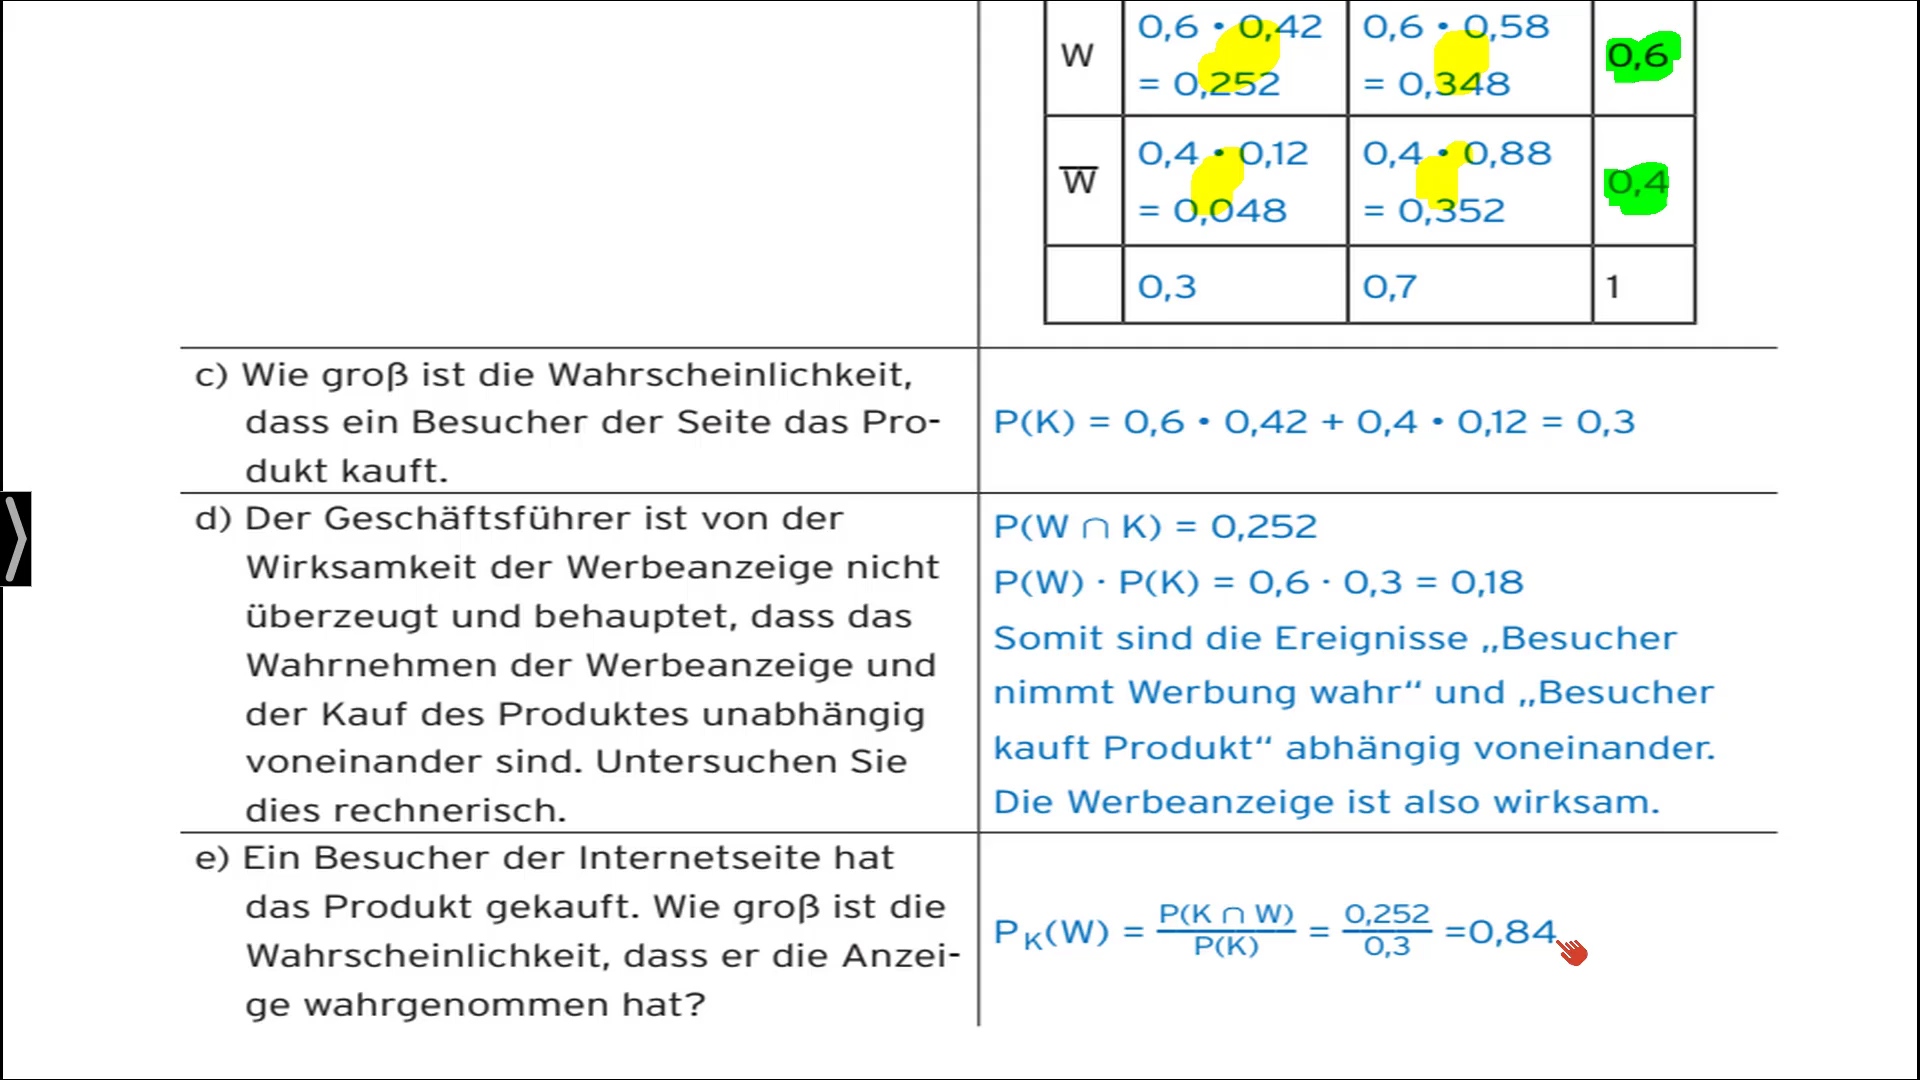 W
0,6 • 0,42
= 0,252
0,6 • 0,58
= 0,348
0,6
W̅
0,4 • 0,12
= 0,048
0,4 • 0,88
= 0,352
0,4
0,3
0,7
1
c) Wie groß ist die Wahrscheinlichkeit,
dass ein Besucher der Seite das Pro-
dukt kauft.
P(K) = 0,6 • 0,42 + 0,4 • 0,12 = 0,3
d) Der Geschäftsführer ist von der
Wirksamkeit der Werbeanzeige nicht
überzeugt und behauptet, dass das
Wahrnehmen der Werbeanzeige und
der Kauf des Produktes unabhängig
voneinander sind. Untersuchen Sie
dies rechnerisch.
P(W ∩ K) = 0,252
P(W) · P(K) = 0,6 · 0,3 = 0,18
Somit sind die Ereignisse „Besucher
nimmt Werbung wahr“ und „Besucher
kauft Produkt“ abhängig voneinander.
Die Werbeanzeige ist also wirksam.
e) Ein Besucher der Internetseite hat
das Produkt gekauft. Wie groß ist die
Wahrscheinlichkeit, dass er die Anzei-
ge wahrgenommen hat?
P_K(W) = P(K ∩ W) / P(K) = 0,252 / 0,3 =0,84